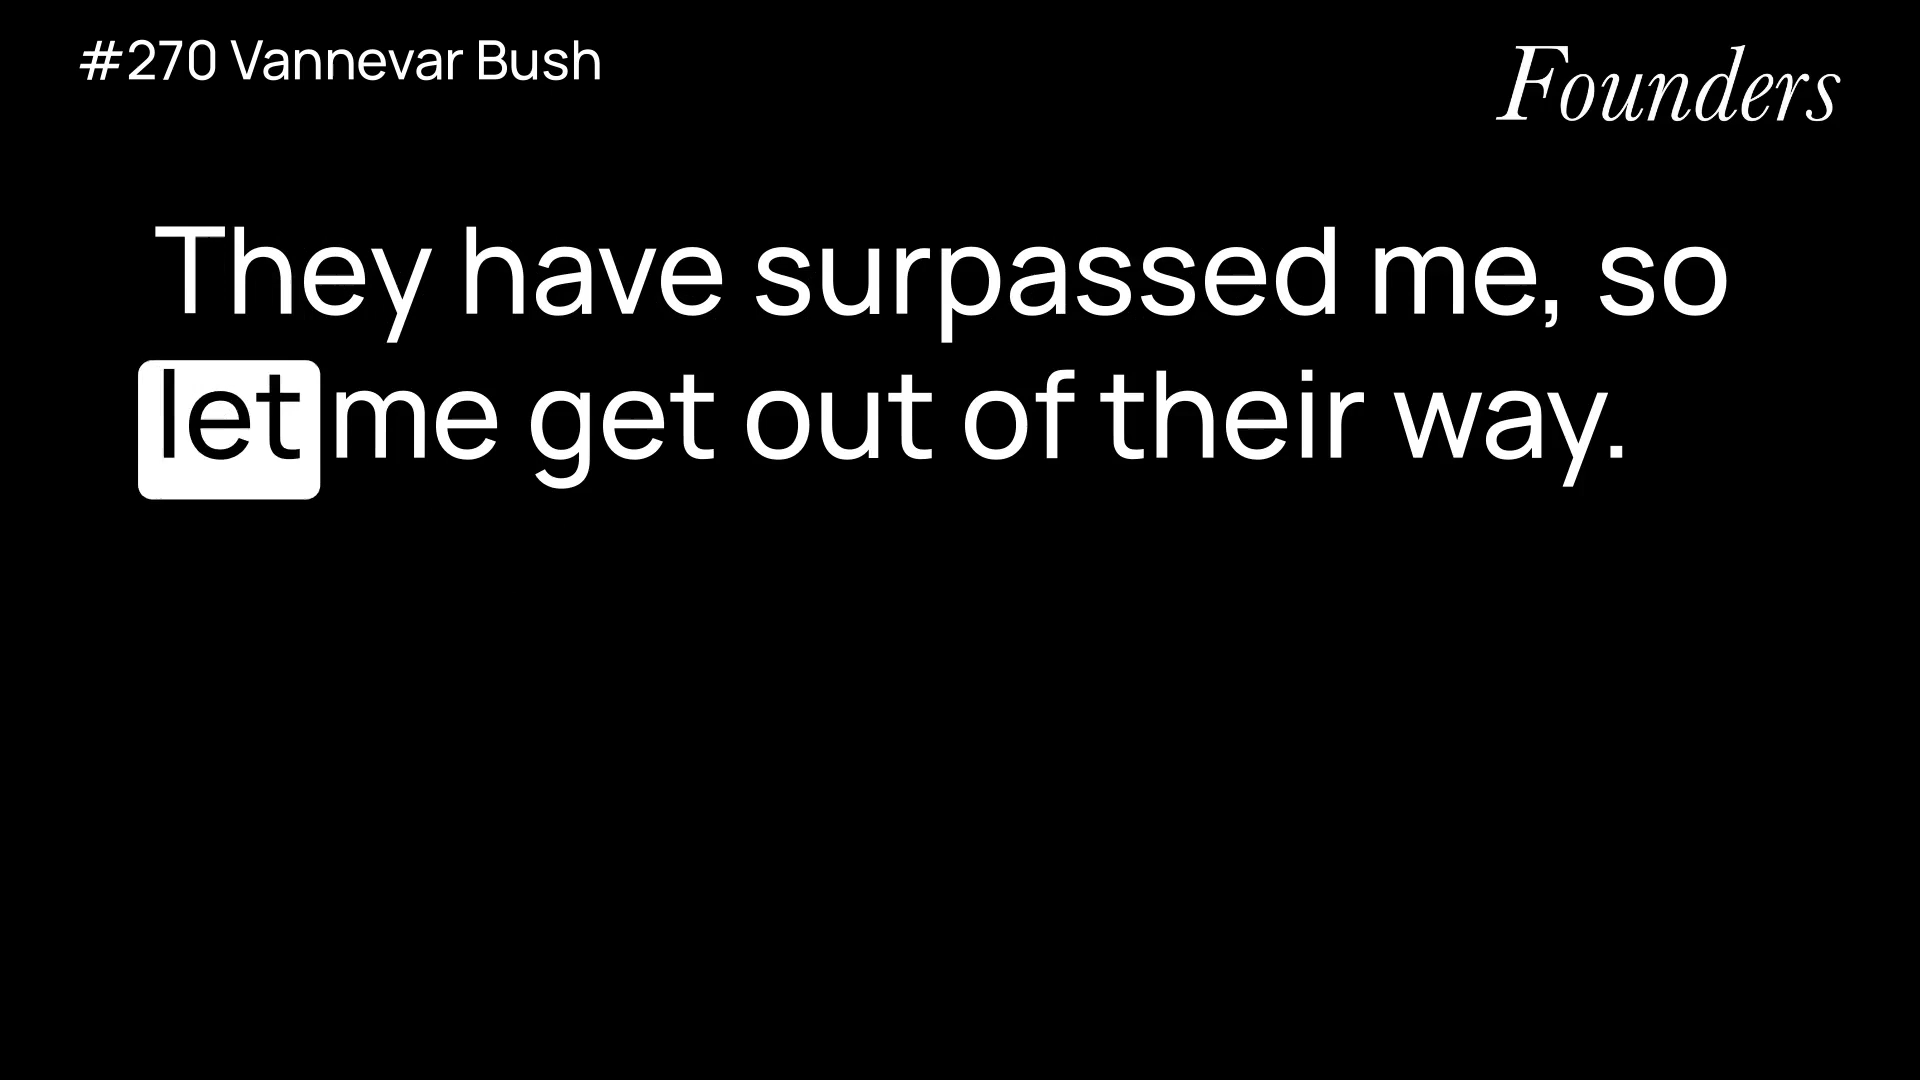 #270 Vannevar Bush
Founders
They have surpassed me, so
let me get out of their way.